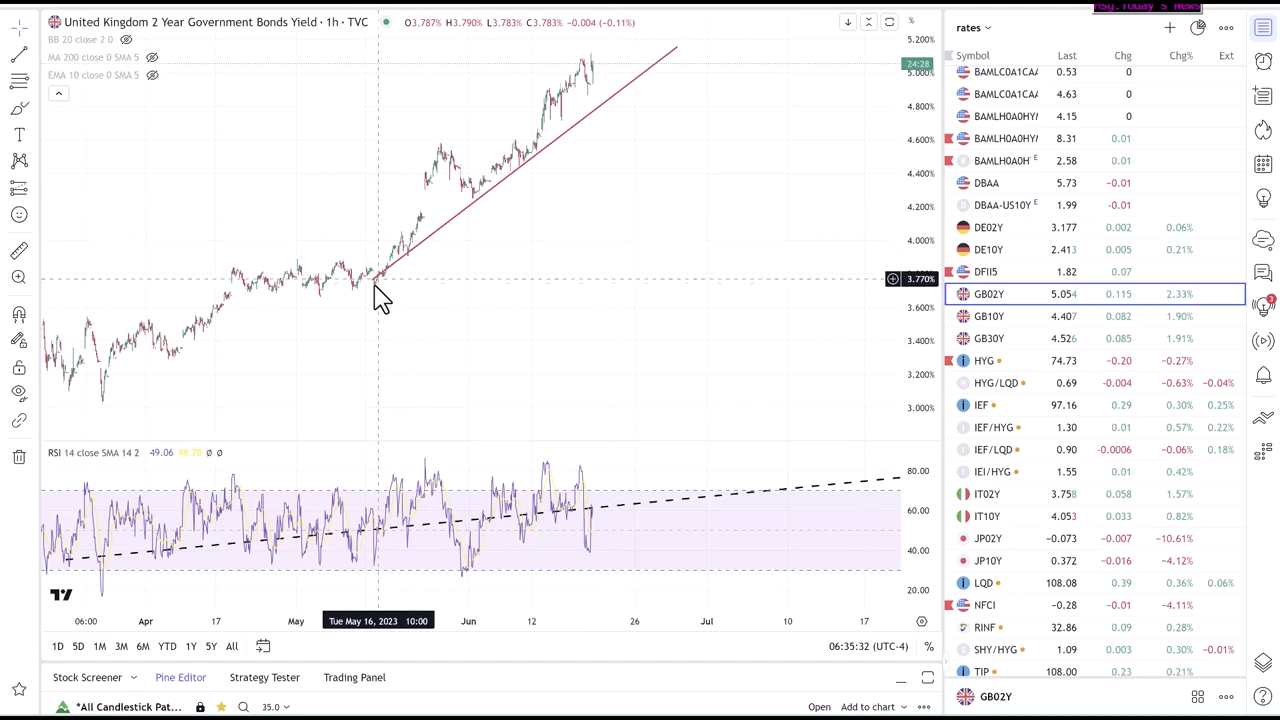 Msg:Today's News
United Kingdom 2 Year Government Bonds Yield · 1h · TVC O3.787% H3.790% L3.783% C3.783% −0.004 (−0.11%)
BB 20 close 2 0
MA 200 close 0 SMA 5
EMA 10 close 0 SMA 5
%
5.200%
24:28
5.000%
4.800%
4.600%
4.400%
4.200%
4.000%
3.770%
3.600%
3.400%
3.200%
3.000%
RSI 14 close SMA 14 2 49.06 ø ø
80.00
60.00
40.00
20.00
06:00 Apr 17 May Tue May 16, 2023 10:00 Jun 12 26 Jul 10 17
1D 5D 1M 3M 6M YTD 1Y 5Y All 06:35:32 (UTC-4) %
Stock Screener Pine Editor Strategy Tester Trading Panel
*All Candlestick Pat... Open Add to chart
rates
Symbol Last Chg Chg% Ext
BAMLC0A1CAA 0.53 0
BAMLC0A1CAA 4.63 0
BAMLH0A0HYM 4.15 0
BAMLH0A0HYM 8.31 0.01
BAMLH0A0H E 2.58 0.01
DBAA 5.73 −0.01
DBAA-US10Y E 1.99 -0.01
DE02Y 3.177 0.002 0.06%
DE10Y 2.413 0.005 0.21%
DFII5 1.82 0.07
GB02Y 5.054 0.115 2.33%
GB10Y 4.407 0.082 1.90%
GB30Y 4.526 0.085 1.91%
HYG 74.73 −0.20 −0.27%
HYG/LQD 0.69 −0.004 −0.63% −0.04%
IEF 97.16 0.29 0.30% 0.25%
IEF/HYG 1.30 0.01 0.57% 0.22%
IEF/LQD 0.90 −0.0006 −0.06% 0.18%
IEI/HYG 1.55 0.01 0.42%
IT02Y 3.758 0.058 1.57%
IT10Y 4.053 0.033 0.82%
JP02Y −0.073 −0.007 −10.61%
JP10Y 0.372 −0.016 −4.12%
LQD 108.08 0.39 0.36% 0.06%
NFCI −0.28 −0.01 −4.11%
RINF 32.86 0.09 0.28%
SHY/HYG 1.09 0.003 0.30% −0.01%
TIP 108.00 0.23 0.21%
GB02Y
3